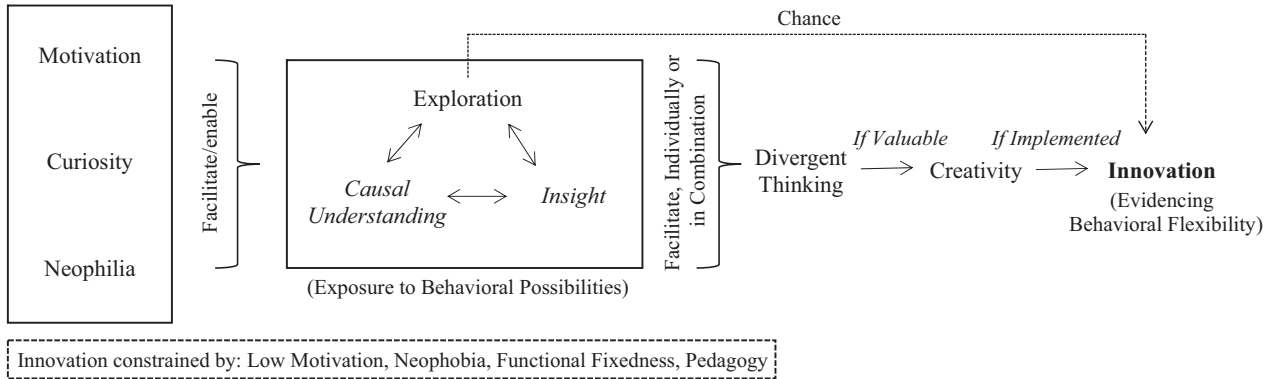 Chance
Motivation
Curiosity
Neophilia
Facilitate/enable
Exploration
Causal
Understanding
Insight
(Exposure to Behavioral Possibilities)
Facilitate, Individually or
in Combination
Divergent
Thinking
If Valuable
Creativity
If Implemented
Innovation
(Evidencing
Behavioral Flexibility)
Innovation constrained by: Low Motivation, Neophobia, Functional Fixedness, Pedagogy